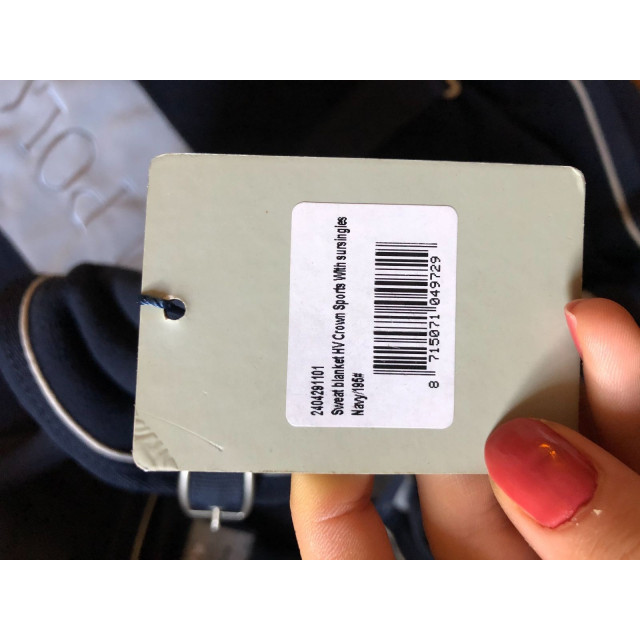 2404291101
Sweat blanket HV Crown Sports With sursingles
Navy/195#
8 715071 049729
POLO